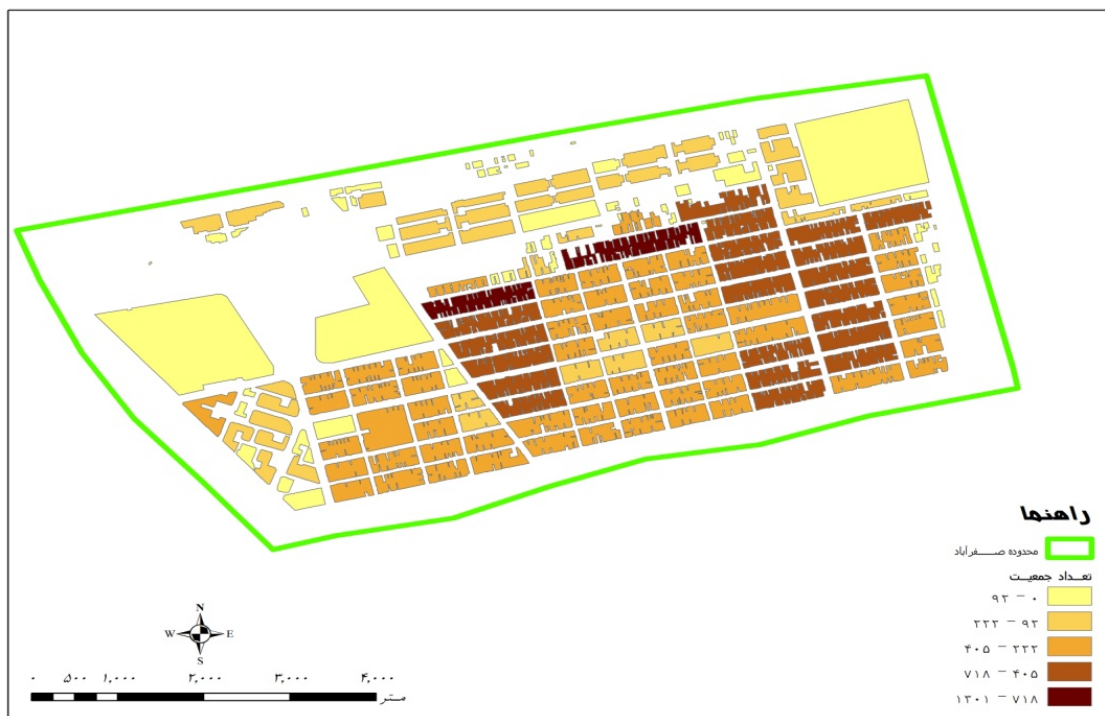 راهنما
محدوده صفرآباد
تعداد جمعیت
۹۲ – ۰
۲۲۲ – ۹۲
۴۰۵ – ۲۲۲
۷۱۸ – ۴۰۵
۱۳۰۱ – ۷۱۸
N
W E
S
۰ ۵۰۰ ۱,۰۰۰ ۲,۰۰۰ ۳,۰۰۰ ۴,۰۰۰
متر